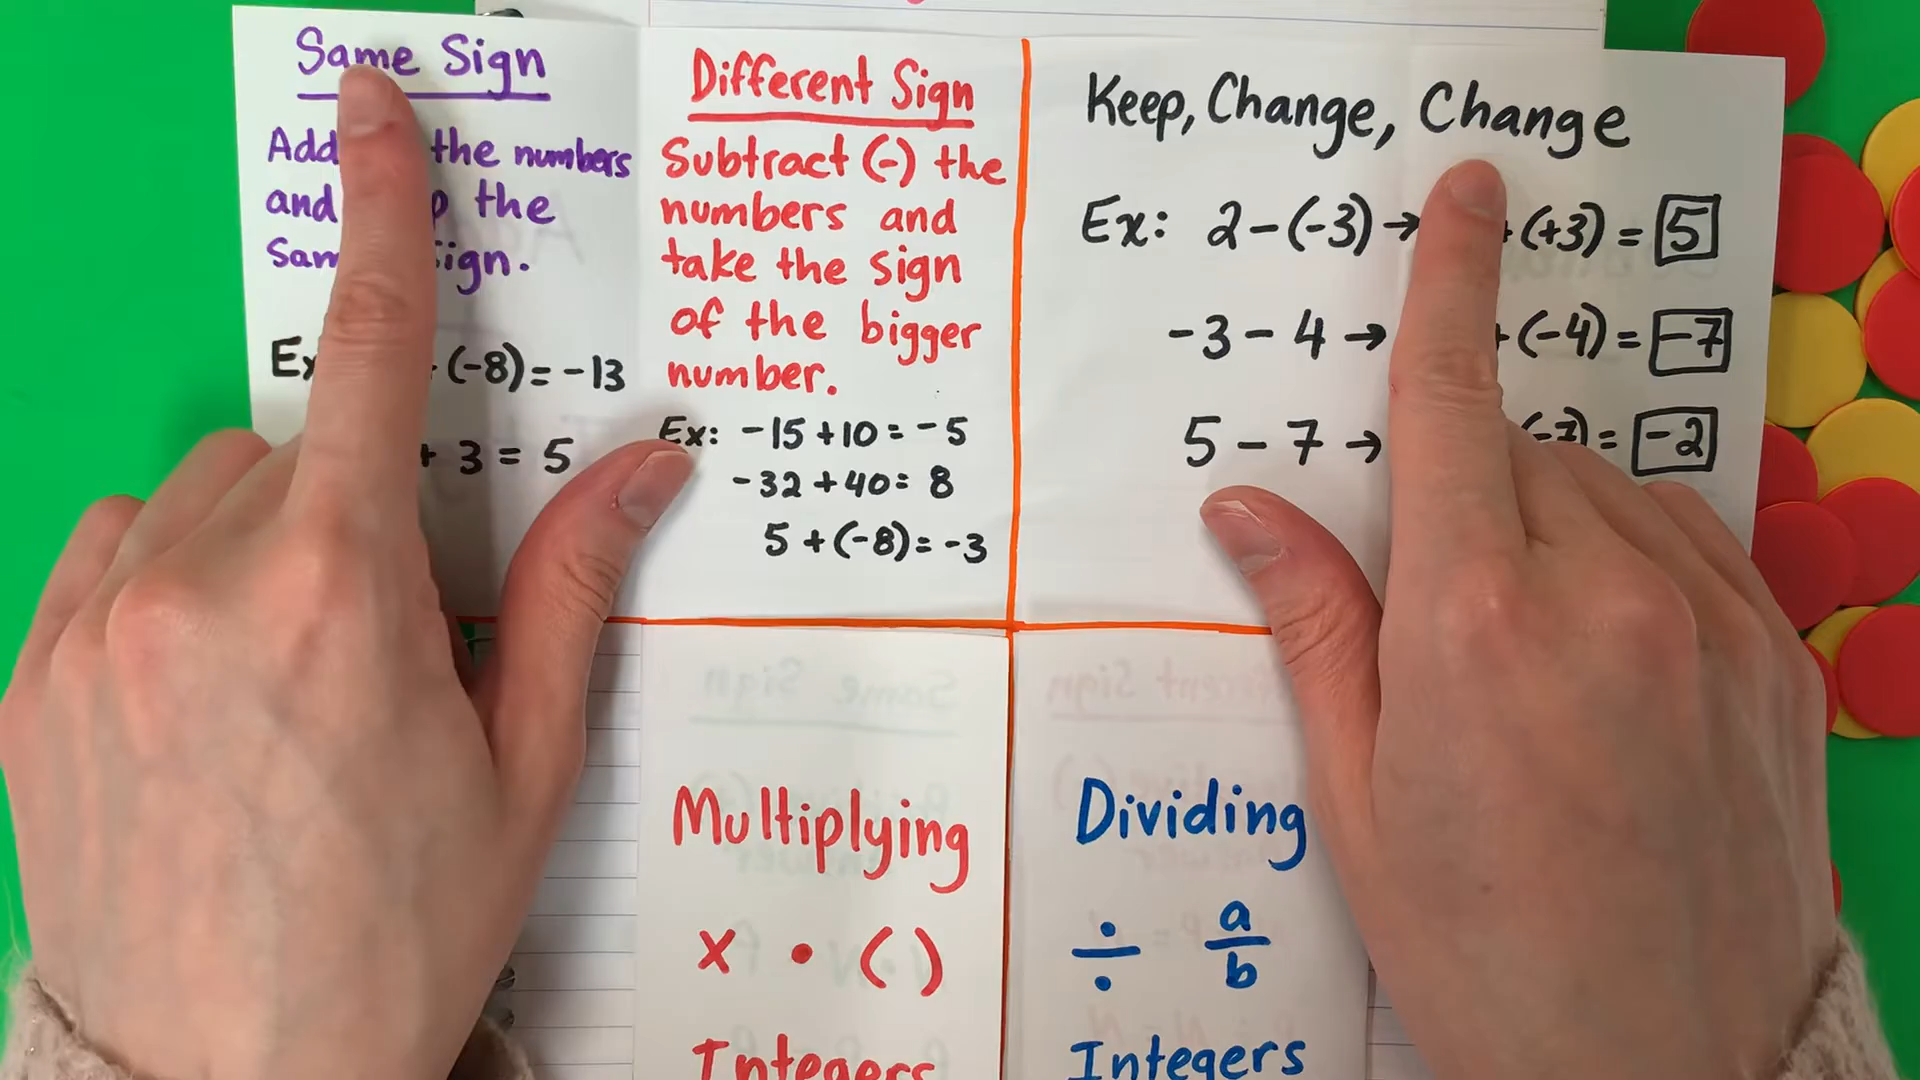 Same Sign
Add the numbers
and the
Sam ign.
Ex (-8) = -13
+ 3 = 5
Different Sign
Subtract (-) the
numbers and
take the sign
of the bigger
number.
Ex: -15 + 10 = -5
-32 + 40 = 8
5 + (-8) = -3
Keep, Change, Change
Ex: 2 - (-3) → + (+3) = 5
-3 - 4 → + (-4) = -7
5 - 7 → (-7) = -2
Multiplying
x • ( )
Integers
Dividing
÷ a/b
Integers